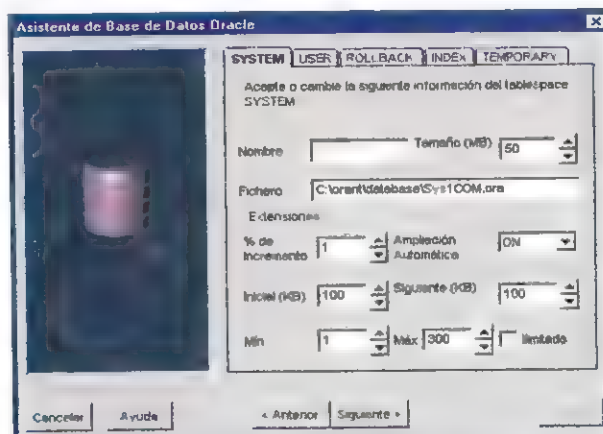 Asistente de Base de Datos Oracle
SYSTEM USER ROLLBACK INDEX TEMPORARY
Acepte o cambie la siguiente información del tablespace
SYSTEM
Nombre Tamaño (MB) 50
Fichero C:\orant\database\Sys1COM.ora
Extensiones
% de Incremento 1 Ampliación Automática ON
Inicial (KB) 100 Siguiente (KB) 100
Mín 1 Máx 300 Ilimitado
Cancelar Ayuda < Anterior Siguiente >